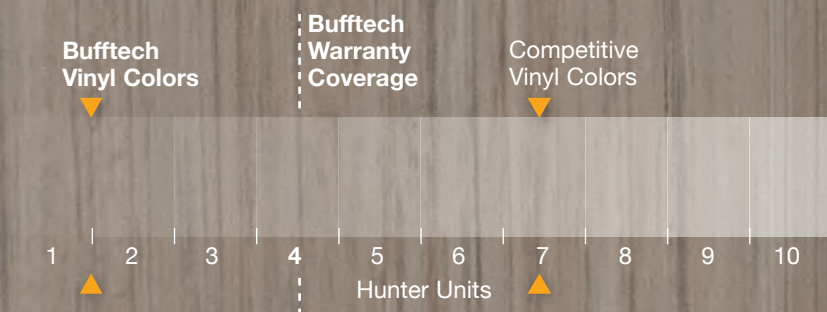 Bufftech
Vinyl Colors
Bufftech
Warranty
Coverage
Competitive
Vinyl Colors
1 2 3 4 5 6 7 8 9 10
Hunter Units